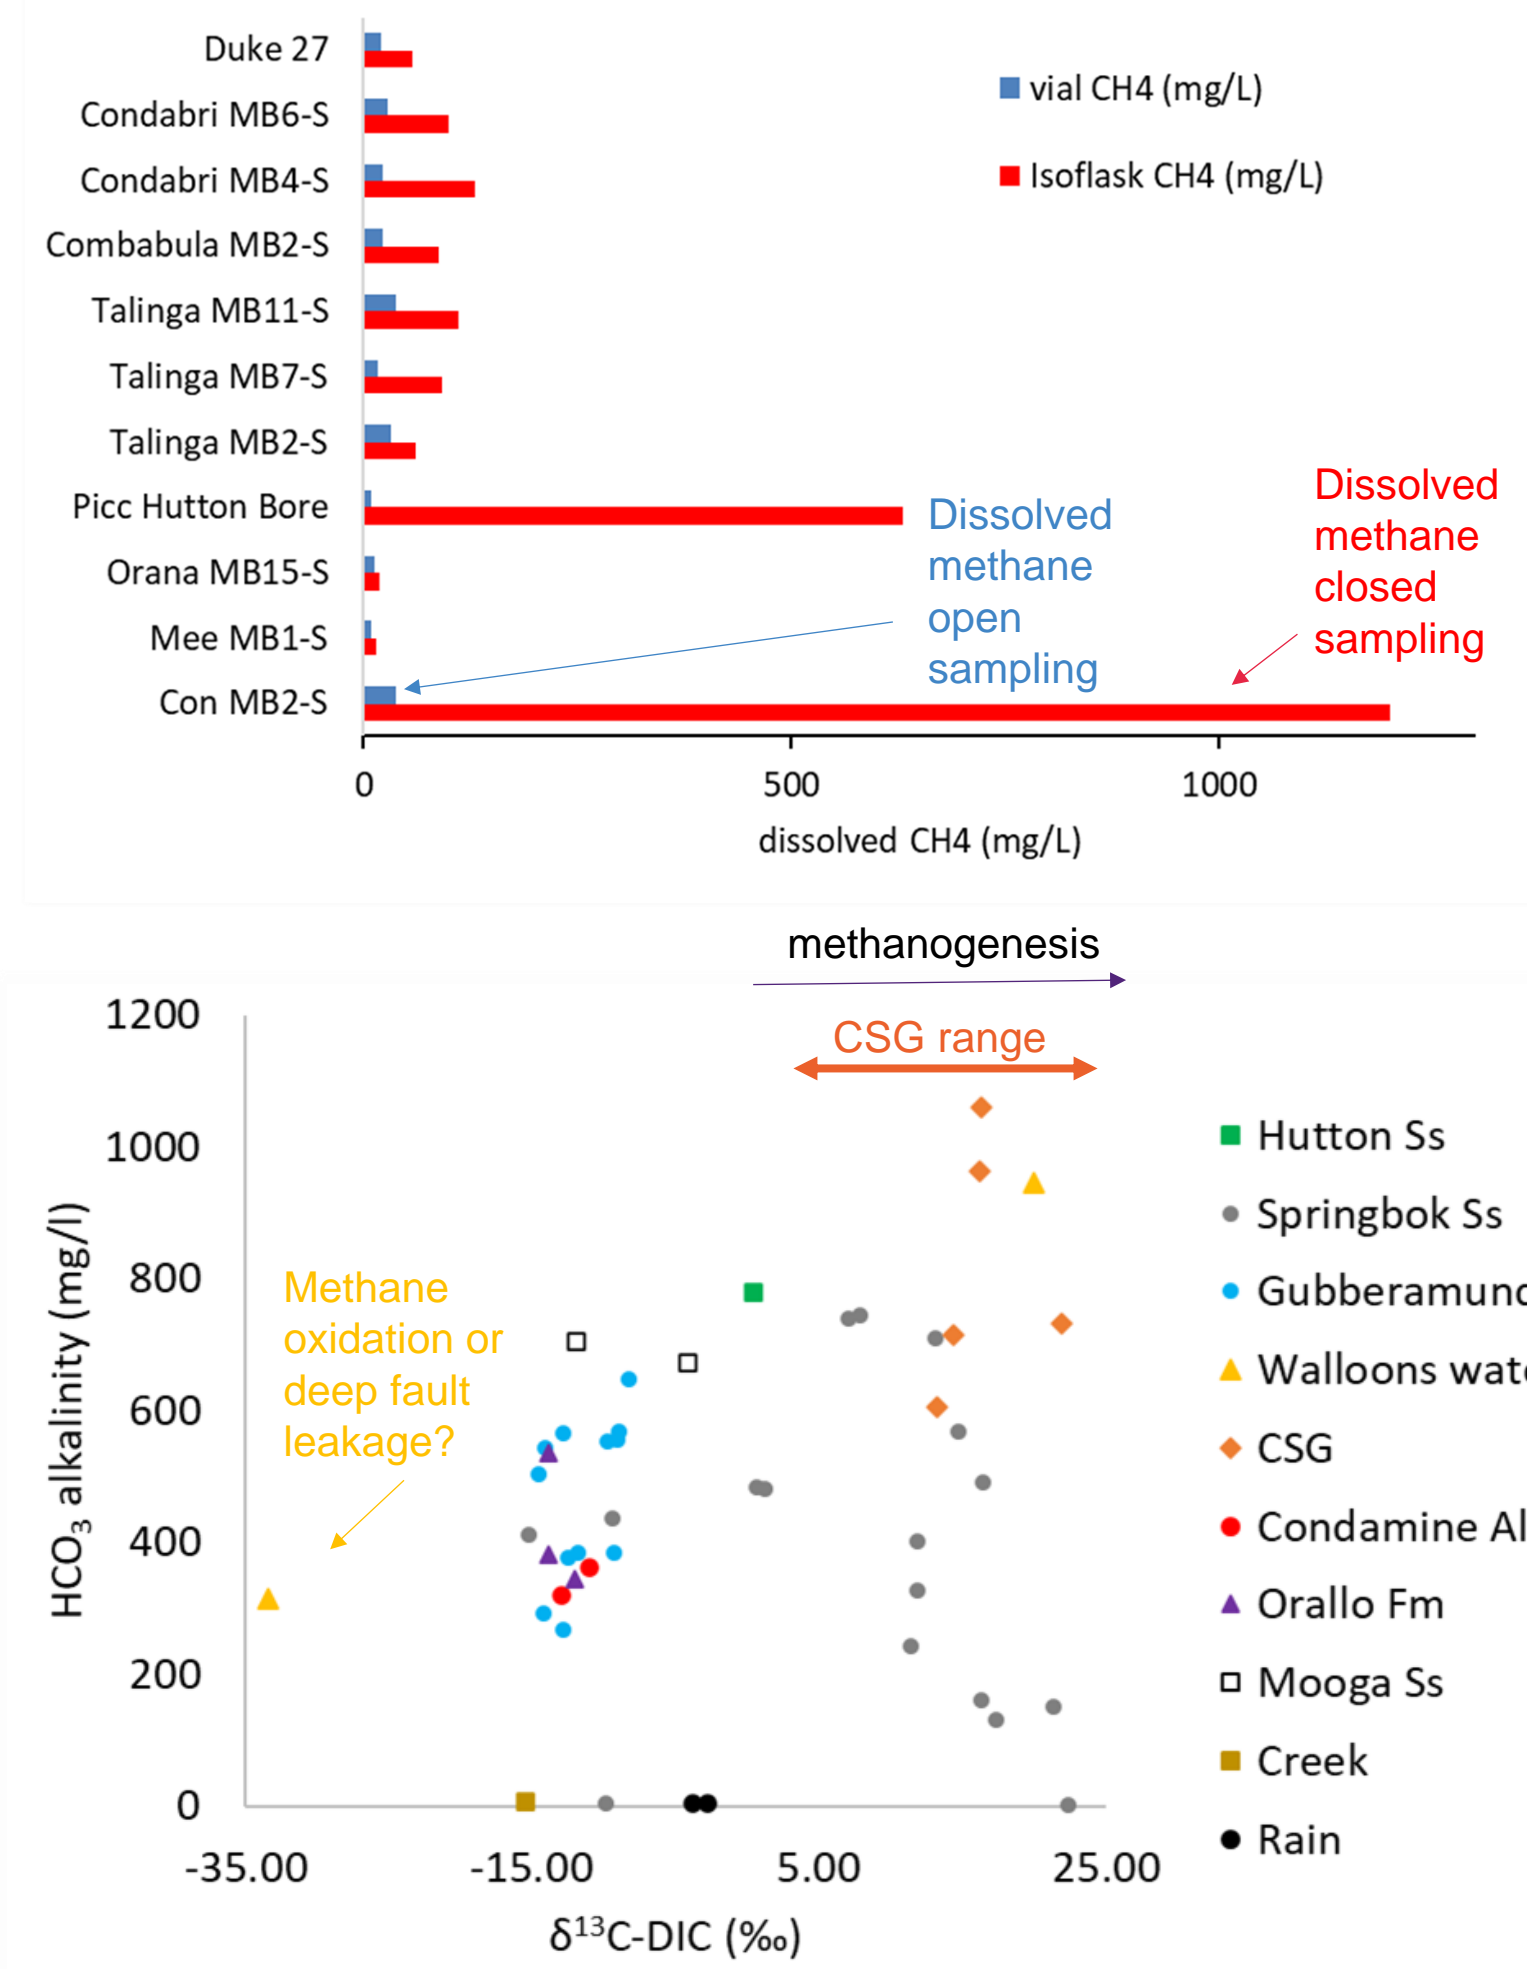 Duke 27
Condabri MB6-S
Condabri MB4-S
Combabula MB2-S
Talinga MB11-S
Talinga MB7-S
Talinga MB2-S
Picc Hutton Bore
Orana MB15-S
Mee MB1-S
Con MB2-S
vial CH4 (mg/L)
Isoflask CH4 (mg/L)
Dissolved
methane
open
sampling
Dissolved
methane
closed
sampling
0
500
1000
dissolved CH4 (mg/L)
methanogenesis
CSG range
1200
1000
800
600
400
200
0
HCO3 alkalinity (mg/l)
Methane
oxidation or
deep fault
leakage?
-35.00
-15.00
5.00
25.00
δ¹³C-DIC (‰)
Hutton Ss
Springbok Ss
Gubberamund
Walloons wate
CSG
Condamine Al
Orallo Fm
Mooga Ss
Creek
Rain